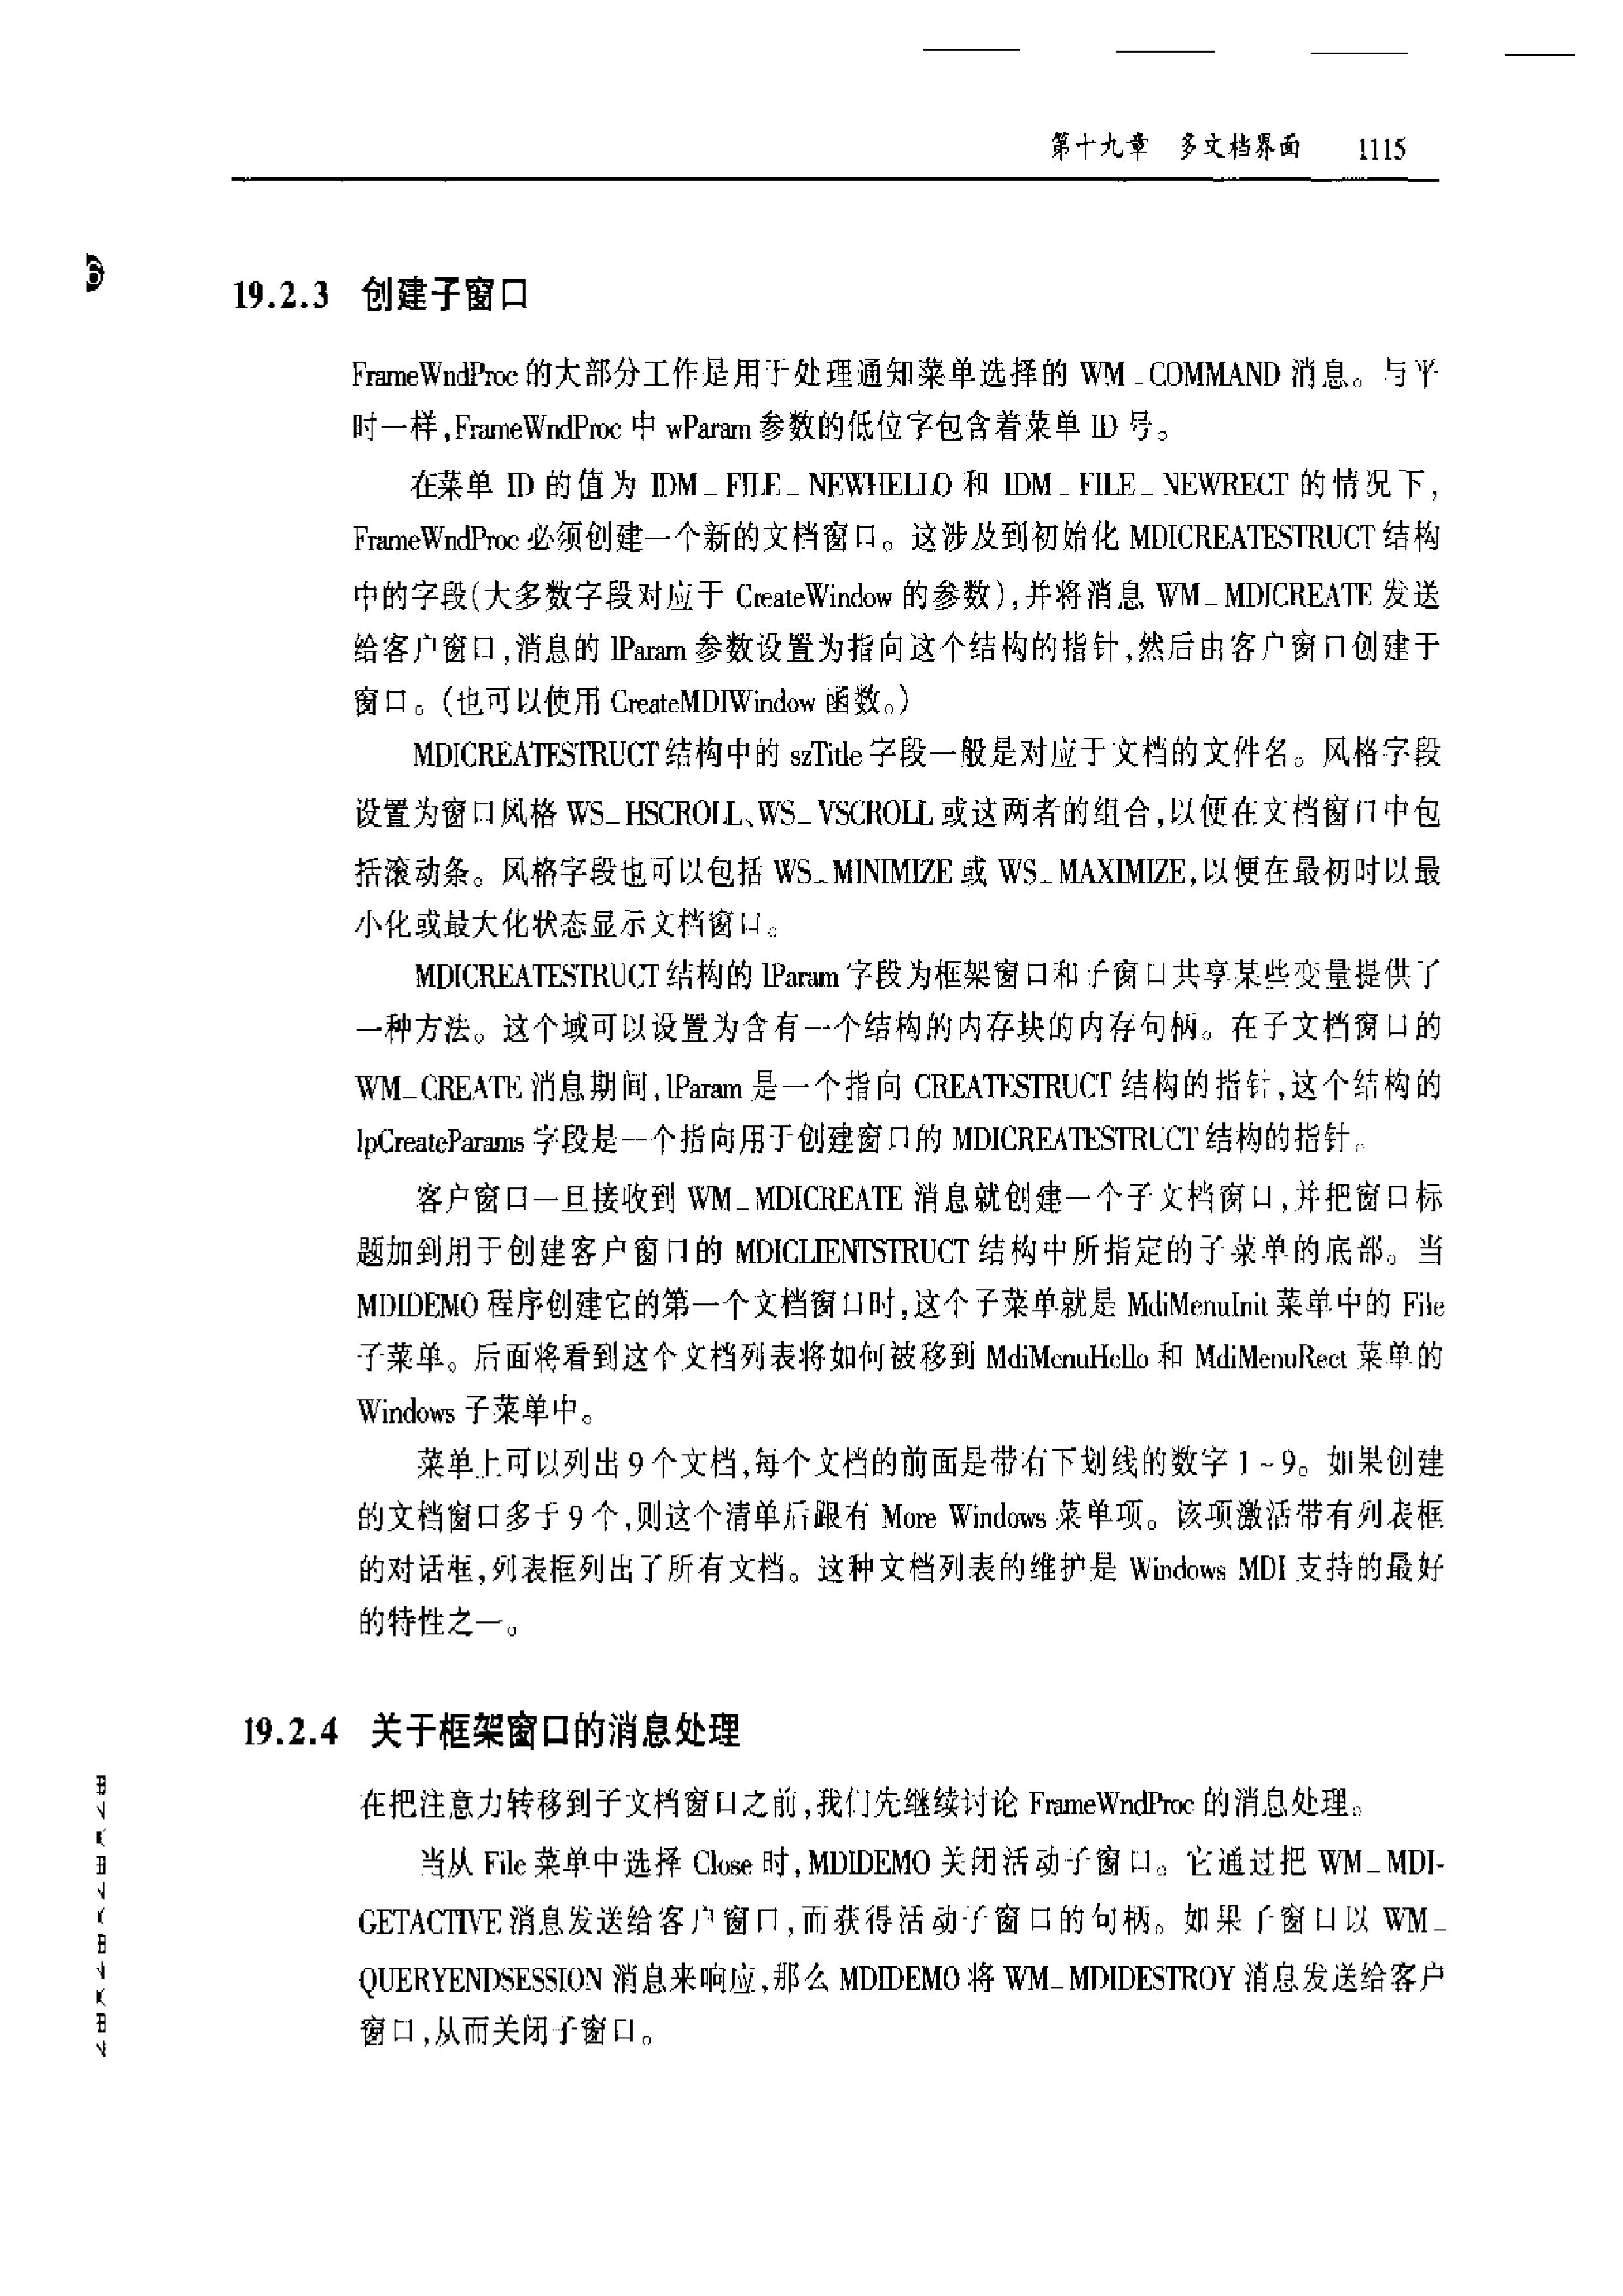 第十九章 多文档界面 1115
19.2.3 创建子窗口
FrameWndProc 的大部分工作是用于处理通知菜单选择的 WM_COMMAND 消息。与平
时一样,FrameWndProc 中 wParam 参数的低位字包含着菜单 ID 号。
在菜单 ID 的值为 IDM_FILE_NEWHELLO 和 IDM_FILE_NEWRECT 的情况下,
FrameWndProc 必须创建一个新的文档窗口。这涉及到初始化 MDICREATESTRUCT 结构
中的字段(大多数字段对应于 CreateWindow 的参数),并将消息 WM_MDICREATE 发送
给客户窗口,消息的 lParam 参数设置为指向这个结构的指针,然后由客户窗口创建于
窗口。(也可以使用 CreateMDIWindow 函数。)
MDICREATESTRUCT 结构中的 szTitle 字段一般是对应于文档的文件名。风格字段
设置为窗口风格 WS_HSCROLL、WS_VSCROLL 或这两者的组合,以便在文档窗口中包
括滚动条。风格字段也可以包括 WS_MINIMIZE 或 WS_MAXIMIZE,以便在最初时以最
小化或最大化状态显示文档窗口。
MDICREATESTRUCT 结构的 lParam 字段为框架窗口和子窗口共享某些变量提供了
一种方法。这个域可以设置为含有一个结构的内存块的内存句柄。在子文档窗口的
WM_CREATE 消息期间,lParam 是一个指向 CREATESTRUCT 结构的指针,这个结构的
lpCreateParams 字段是一个指向用于创建窗口的 MDICREATESTRUCT 结构的指针。
客户窗口一旦接收到 WM_MDICREATE 消息就创建一个子文档窗口,并把窗口标
题加到用于创建客户窗口的 MDICLIENTSTRUCT 结构中所指定的子菜单的底部。当
MDIDEMO 程序创建它的第一个文档窗口时,这个子菜单就是 MdiMenuInit 菜单中的 File
子菜单。后面将看到这个文档列表将如何被移到 MdiMenuHello 和 MdiMenuRect 菜单的
Windows 子菜单中。
菜单上可以列出 9 个文档,每个文档的前面是带有下划线的数字 1~9。如果创建
的文档窗口多于 9 个,则这个清单后跟有 More Windows 菜单项。该项激活带有列表框
的对话框,列表框列出了所有文档。这种文档列表的维护是 Windows MDI 支持的最好
的特性之一。
19.2.4 关于框架窗口的消息处理
在把注意力转移到子文档窗口之前,我们先继续讨论 FrameWndProc 的消息处理。
当从 File 菜单中选择 Close 时,MDIDEMO 关闭活动子窗口。它通过把 WM_MDI-
GETACTIVE 消息发送给客户窗口,而获得活动子窗口的句柄。如果子窗口以 WM_
QUERYENDSESSION 消息来响应,那么 MDIDEMO 将 WM_MDIDESTROY 消息发送给客户
窗口,从而关闭子窗口。